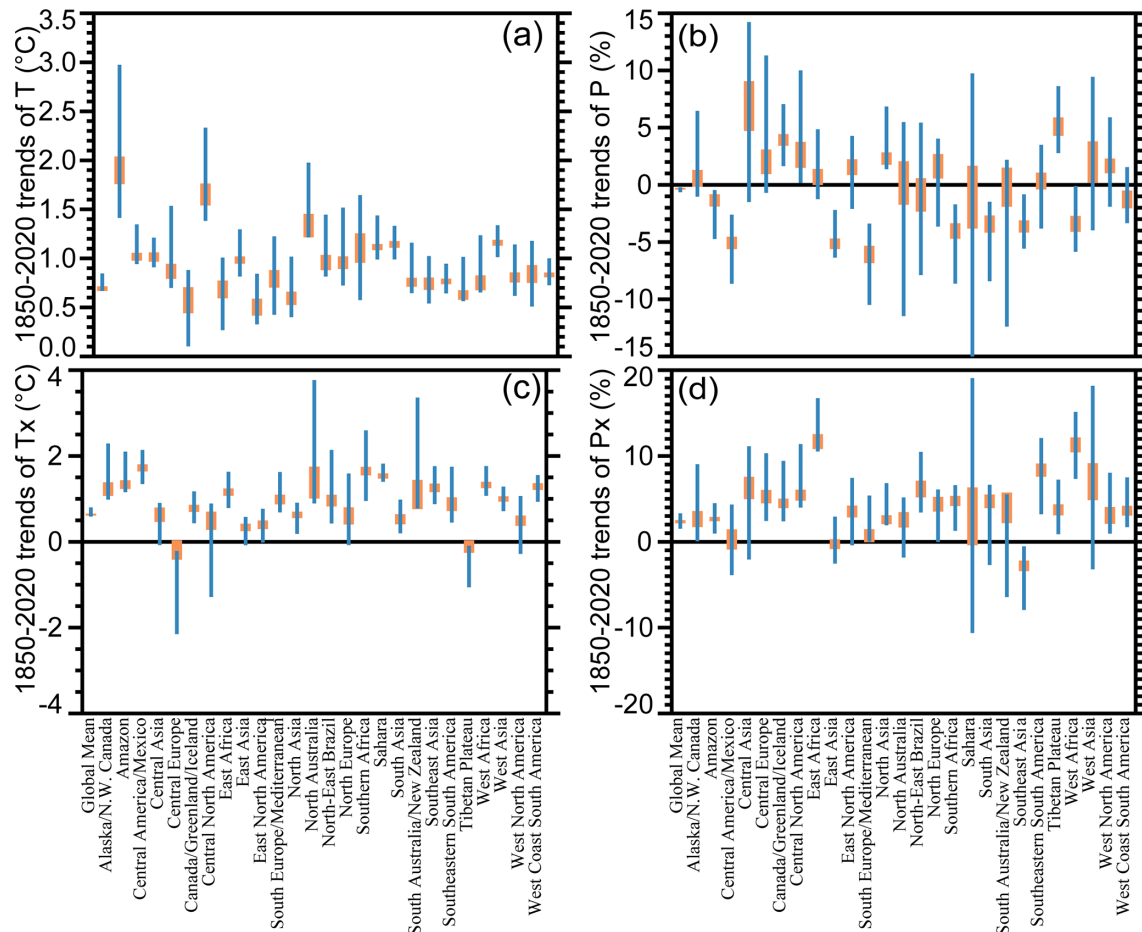 (a)
1850-2020 trends of T (°C)
3.5
3.0
2.5
2.0
1.5
1.0
0.5
0.0
(b)
1850-2020 trends of P (%)
15
10
5
0
-5
-10
-15
(c)
1850-2020 trends of Tx (°C)
4
2
0
-2
-4
(d)
1850-2020 trends of Px (%)
20
10
0
-10
-20
Global Mean
Alaska/N.W. Canada
Amazon
Central America/Mexico
Central Asia
Central Europe
Canada/Greenland/Iceland
Central North America
East Africa
East Asia
East North America
South Europe/Mediterranean
North Asia
North Australia
North-East Brazil
North Europe
Southern Africa
Sahara
South Asia
South Australia/New Zealand
Southeast Asia
Southeastern South America
Tibetan Plateau
West Africa
West Asia
West North America
West Coast South America
Global Mean
Alaska/N.W. Canada
Amazon
Central America/Mexico
Central Asia
Central Europe
Canada/Greenland/Iceland
Central North America
East Africa
East Asia
East North America
South Europe/Mediterranean
North Asia
North Australia
North-East Brazil
North Europe
Southern Africa
Sahara
South Asia
South Australia/New Zealand
Southeast Asia
Southeastern South America
Tibetan Plateau
West Africa
West Asia
West North America
West Coast South America